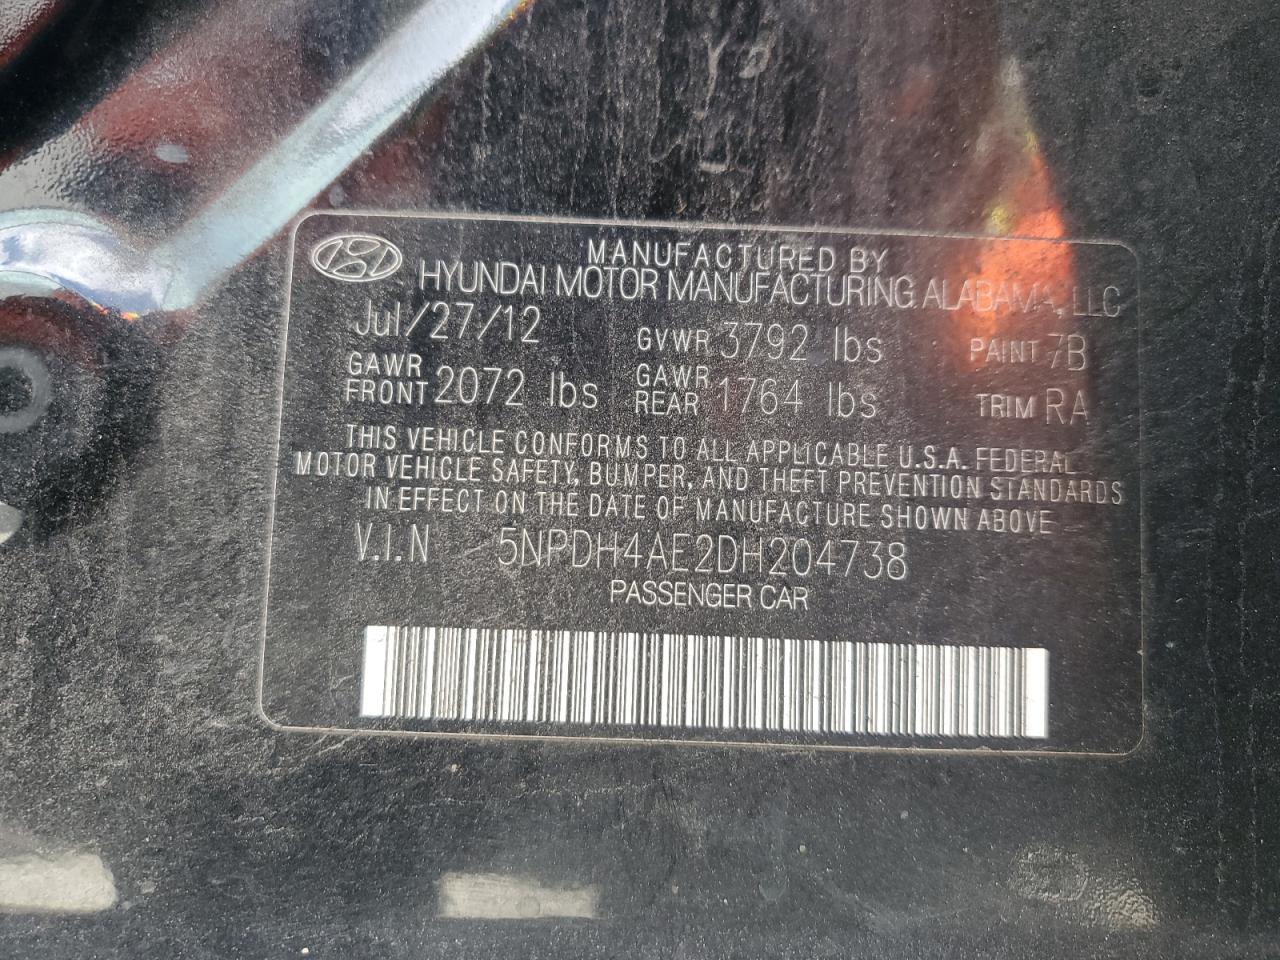 MANUFACTURED BY
HYUNDAI MOTOR MANUFACTURING ALABAMA, LLC
Jul/27/12 GVWR 3792 lbs PAINT 7B
GAWR FRONT 2072 lbs GAWR REAR 1764 lbs TRIM RA
THIS VEHICLE CONFORMS TO ALL APPLICABLE U.S.A. FEDERAL
MOTOR VEHICLE SAFETY, BUMPER, AND THEFT PREVENTION STANDARDS
IN EFFECT ON THE DATE OF MANUFACTURE SHOWN ABOVE
V.I.N 5NPDH4AE2DH204738
PASSENGER CAR